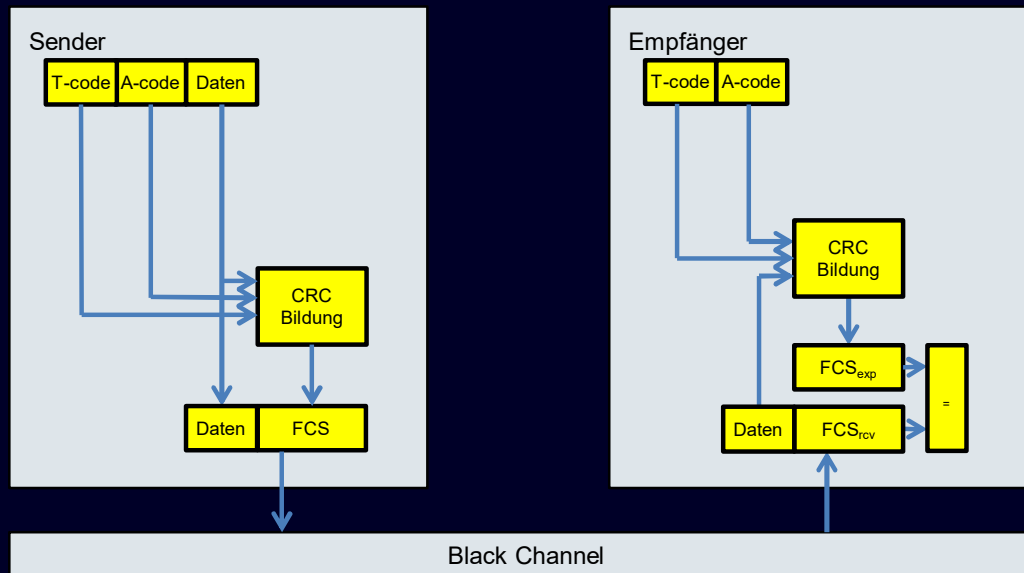 Sender
T-code A-code Daten
CRC
Bildung
Daten FCS
Empfänger
T-code A-code
CRC
Bildung
FCSexp
=
Daten FCSrcv
Black Channel